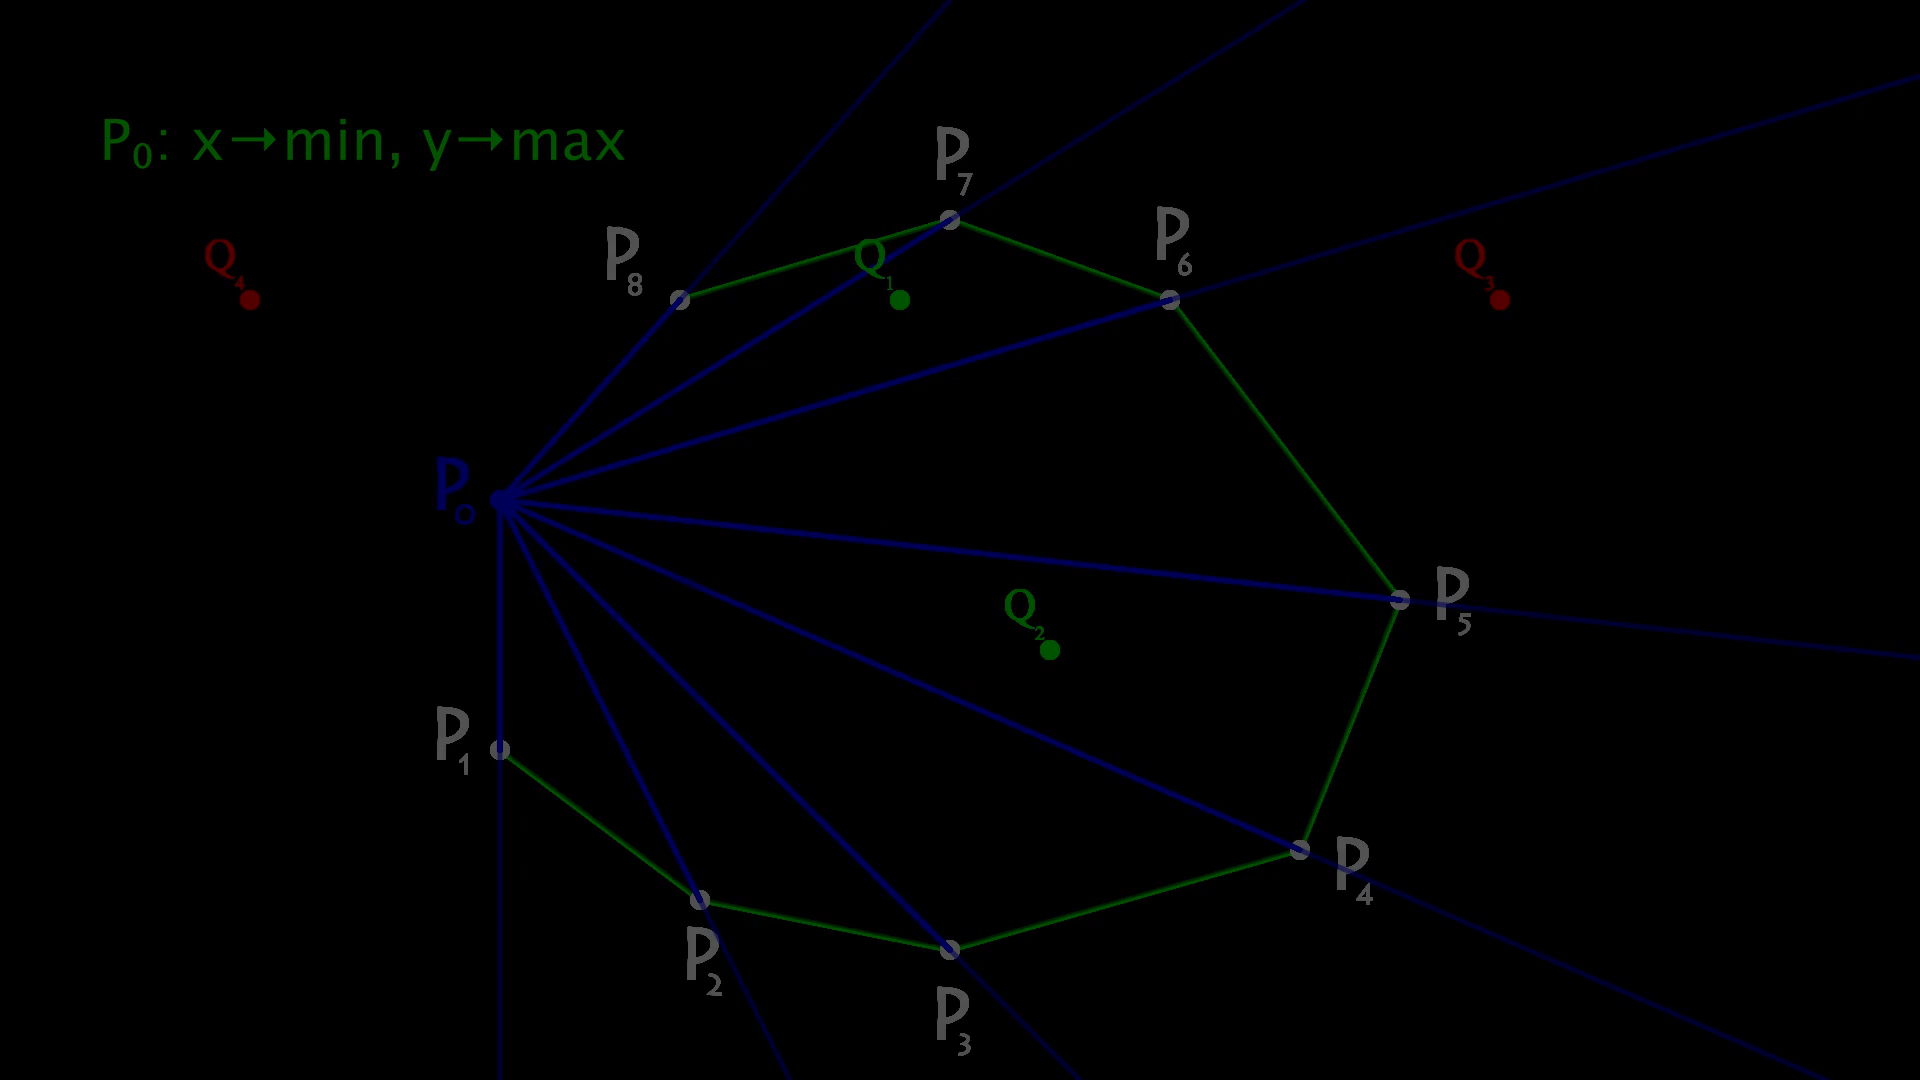 P₀: x→min, y→max
P₇
P₆
P₈
Q₄
Q₁
Q₃
P₀
P₅
Q₂
P₁
P₄
P₂
P₃